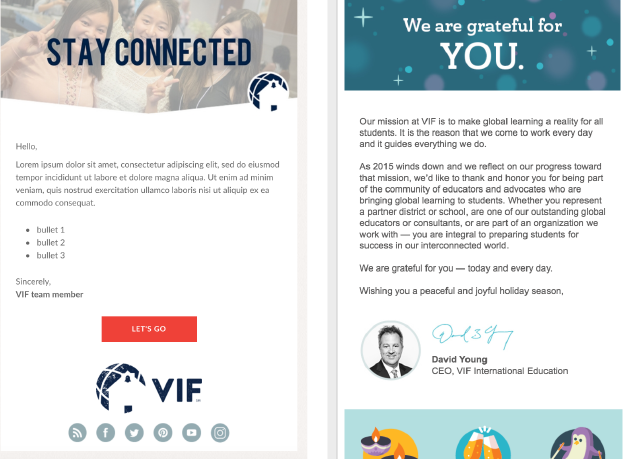 STAY CONNECTED
Hello,
Lorem ipsum dolor sit amet, consectetur adipiscing elit, sed do eiusmod
tempor incididunt ut labore et dolore magna aliqua. Ut enim ad minim
veniam, quis nostrud exercitation ullamco laboris nisi ut aliquip ex ea
commodo consequat.
bullet 1
bullet 2
bullet 3
Sincerely,
VIF team member
LET'S GO
VIF
We are grateful for
YOU.
Our mission at VIF is to make global learning a reality for all
students. It is the reason that we come to work every day
and it guides everything we do.
As 2015 winds down and we reflect on our progress toward
that mission, we'd like to thank and honor you for being part
of the community of educators and advocates who are
bringing global learning to students. Whether you represent
a partner district or school, are one of our outstanding global
educators or consultants, or are part of an organization we
work with — you are integral to preparing students for
success in our interconnected world.
We are grateful for you — today and every day.
Wishing you a peaceful and joyful holiday season,
David Young
CEO, VIF International Education